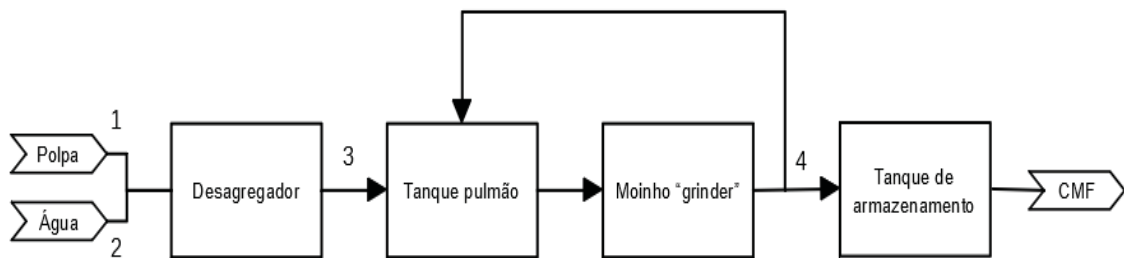 1
Polpa
Água
2
Desagregador
3
Tanque pulmão
Moinho “grinder”
4
Tanque de
armazenamento
CMF